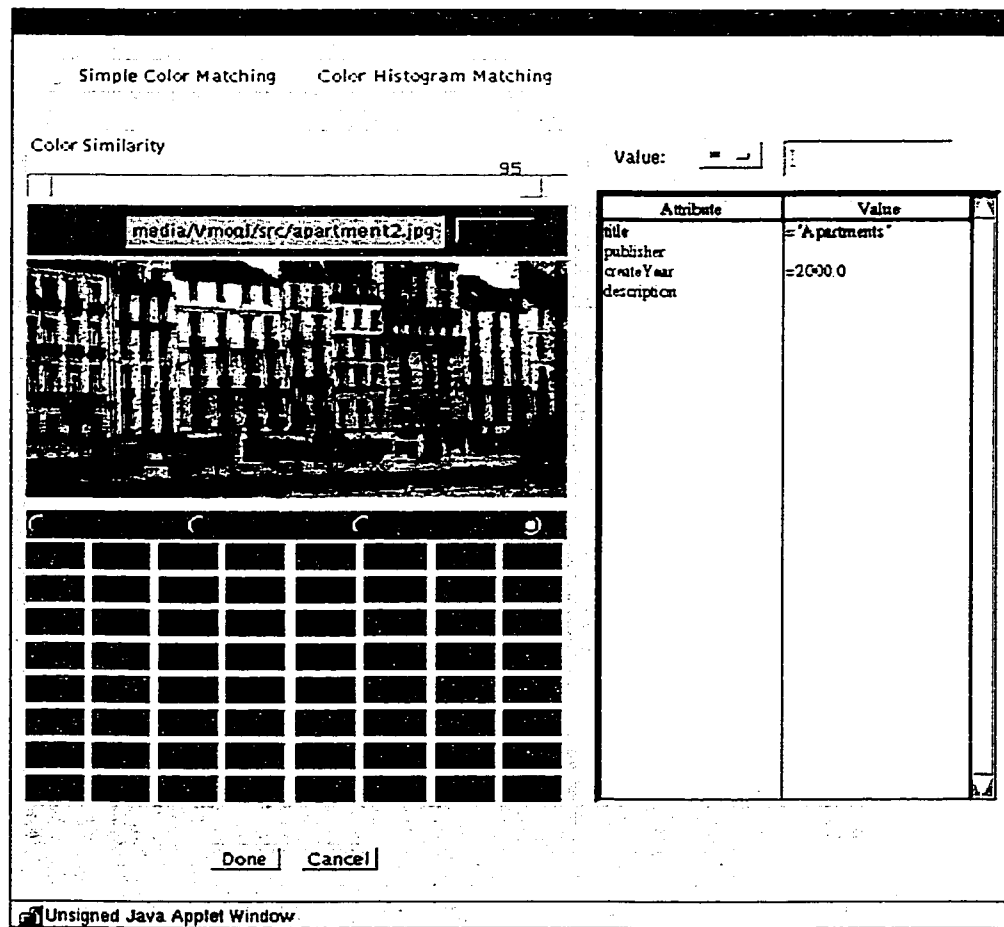 Simple Color Matching Color Histogram Matching
Color Similarity
95
Value: =
media/Vmoql/src/apartment2.jpg
Attribute Value
title ="Apartments"
publisher
createYear =2000.0
description
Done Cancel
Unsigned Java Applet Window